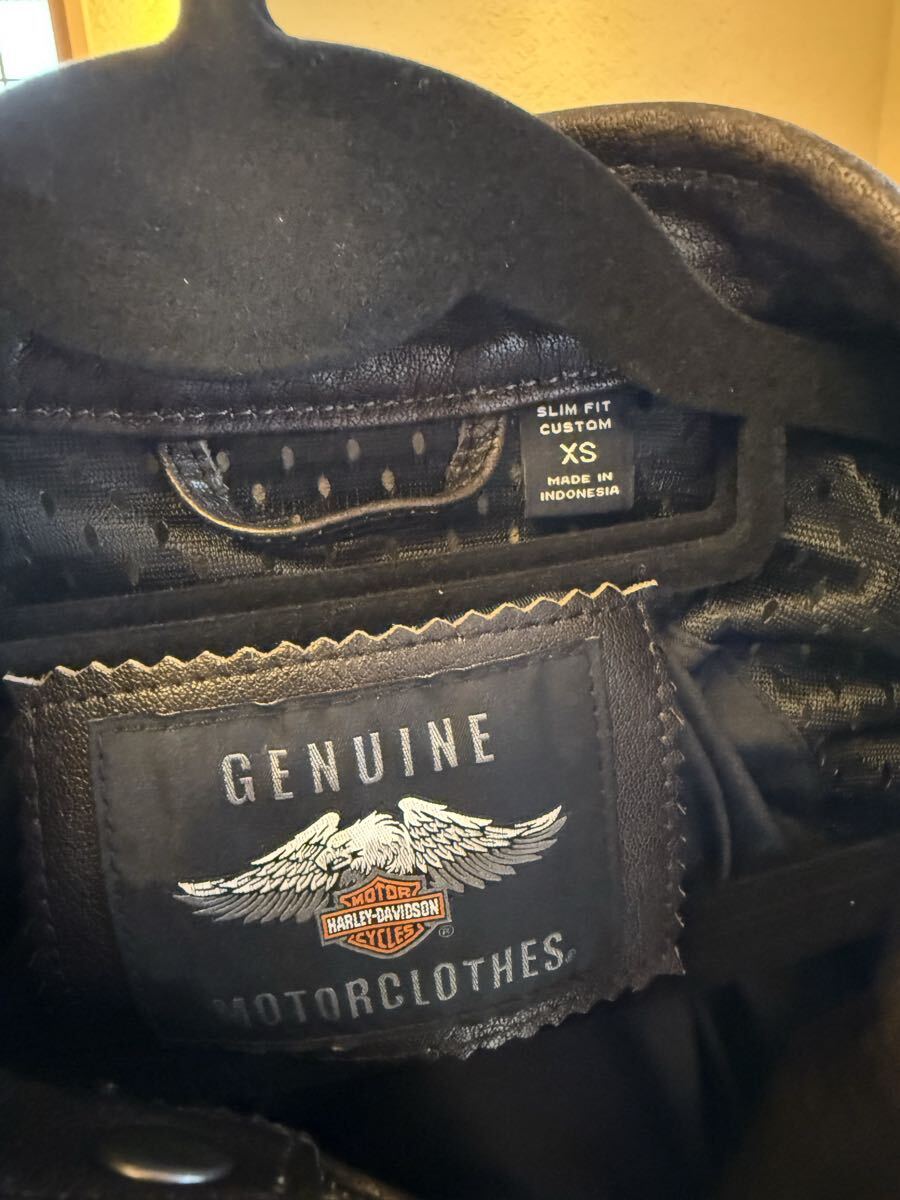 SLIM FIT
CUSTOM
XS
MADE IN
INDONESIA
GENUINE
MOTOR
HARLEY-DAVIDSON
CYCLES
®
MOTORCLOTHES®